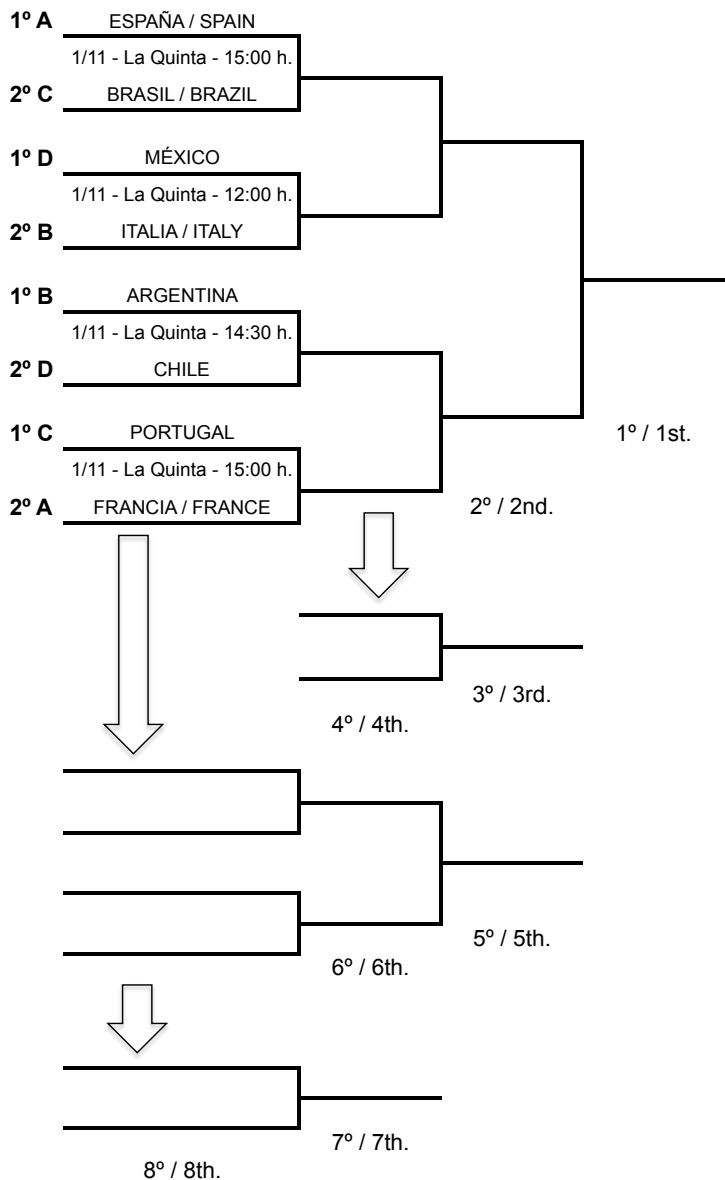 1º A ESPAÑA / SPAIN
1/11 - La Quinta - 15:00 h.
2º C BRASIL / BRAZIL
1º D MÉXICO
1/11 - La Quinta - 12:00 h.
2º B ITALIA / ITALY
1º B ARGENTINA
1/11 - La Quinta - 14:30 h.
2º D CHILE
1º C PORTUGAL
1º / 1st.
1/11 - La Quinta - 15:00 h.
2º A FRANCIA / FRANCE
2º / 2nd.
3º / 3rd.
4º / 4th.
5º / 5th.
6º / 6th.
7º / 7th.
8º / 8th.